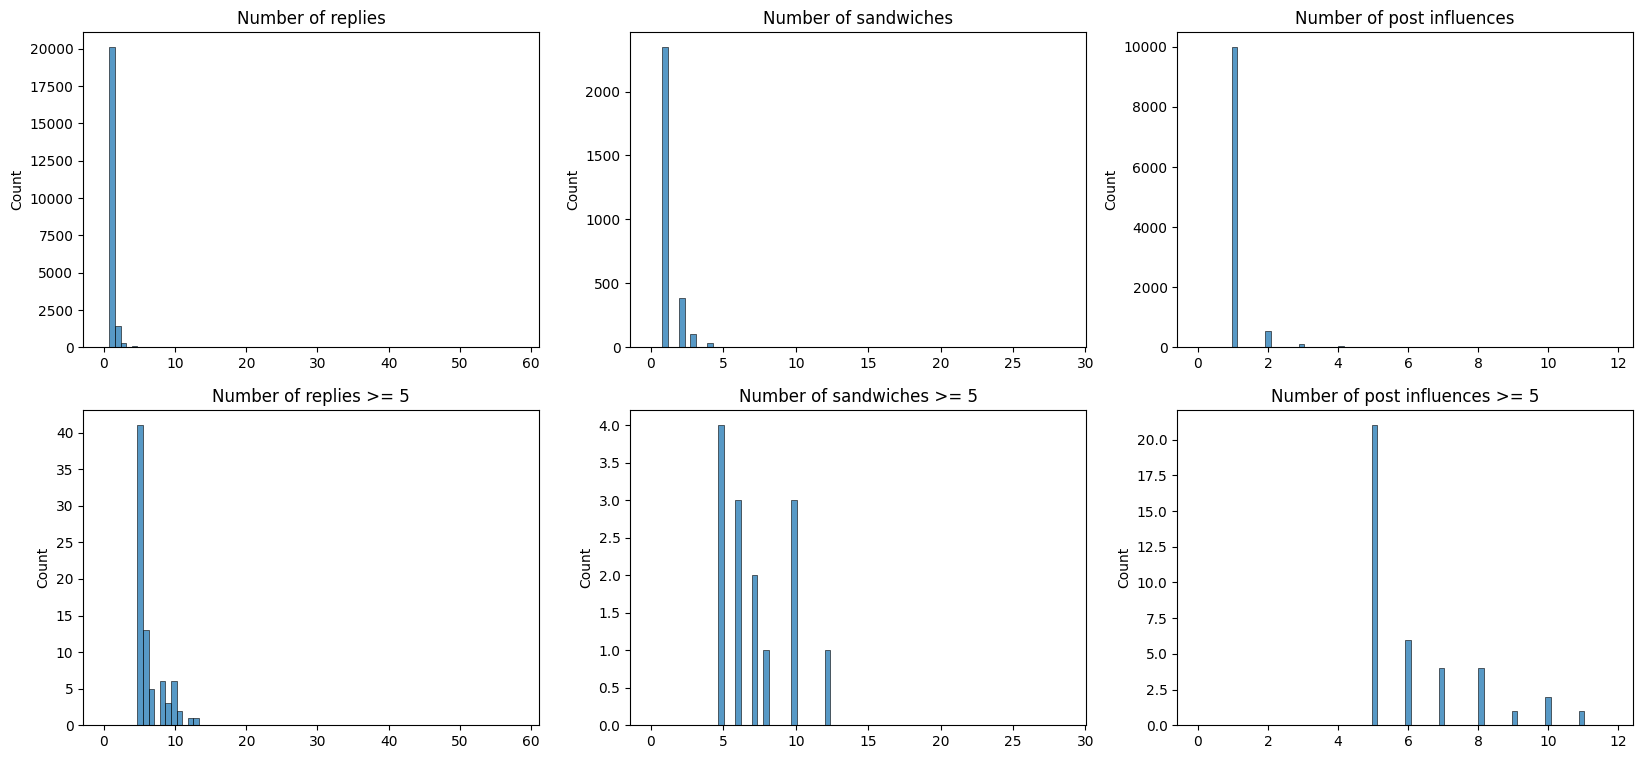 Number of replies
Count
20000
17500
15000
12500
10000
7500
5000
2500
0
0 10 20 30 40 50 60
Number of sandwiches
Count
2000
1500
1000
500
0
0 5 10 15 20 25 30
Number of post influences
Count
10000
8000
6000
4000
2000
0
0 2 4 6 8 10 12
Number of replies >= 5
Count
40
35
30
25
20
15
10
5
0
0 10 20 30 40 50 60
Number of sandwiches >= 5
Count
4.0
3.5
3.0
2.5
2.0
1.5
1.0
0.5
0.0
0 5 10 15 20 25 30
Number of post influences >= 5
Count
20.0
17.5
15.0
12.5
10.0
7.5
5.0
2.5
0.0
0 2 4 6 8 10 12